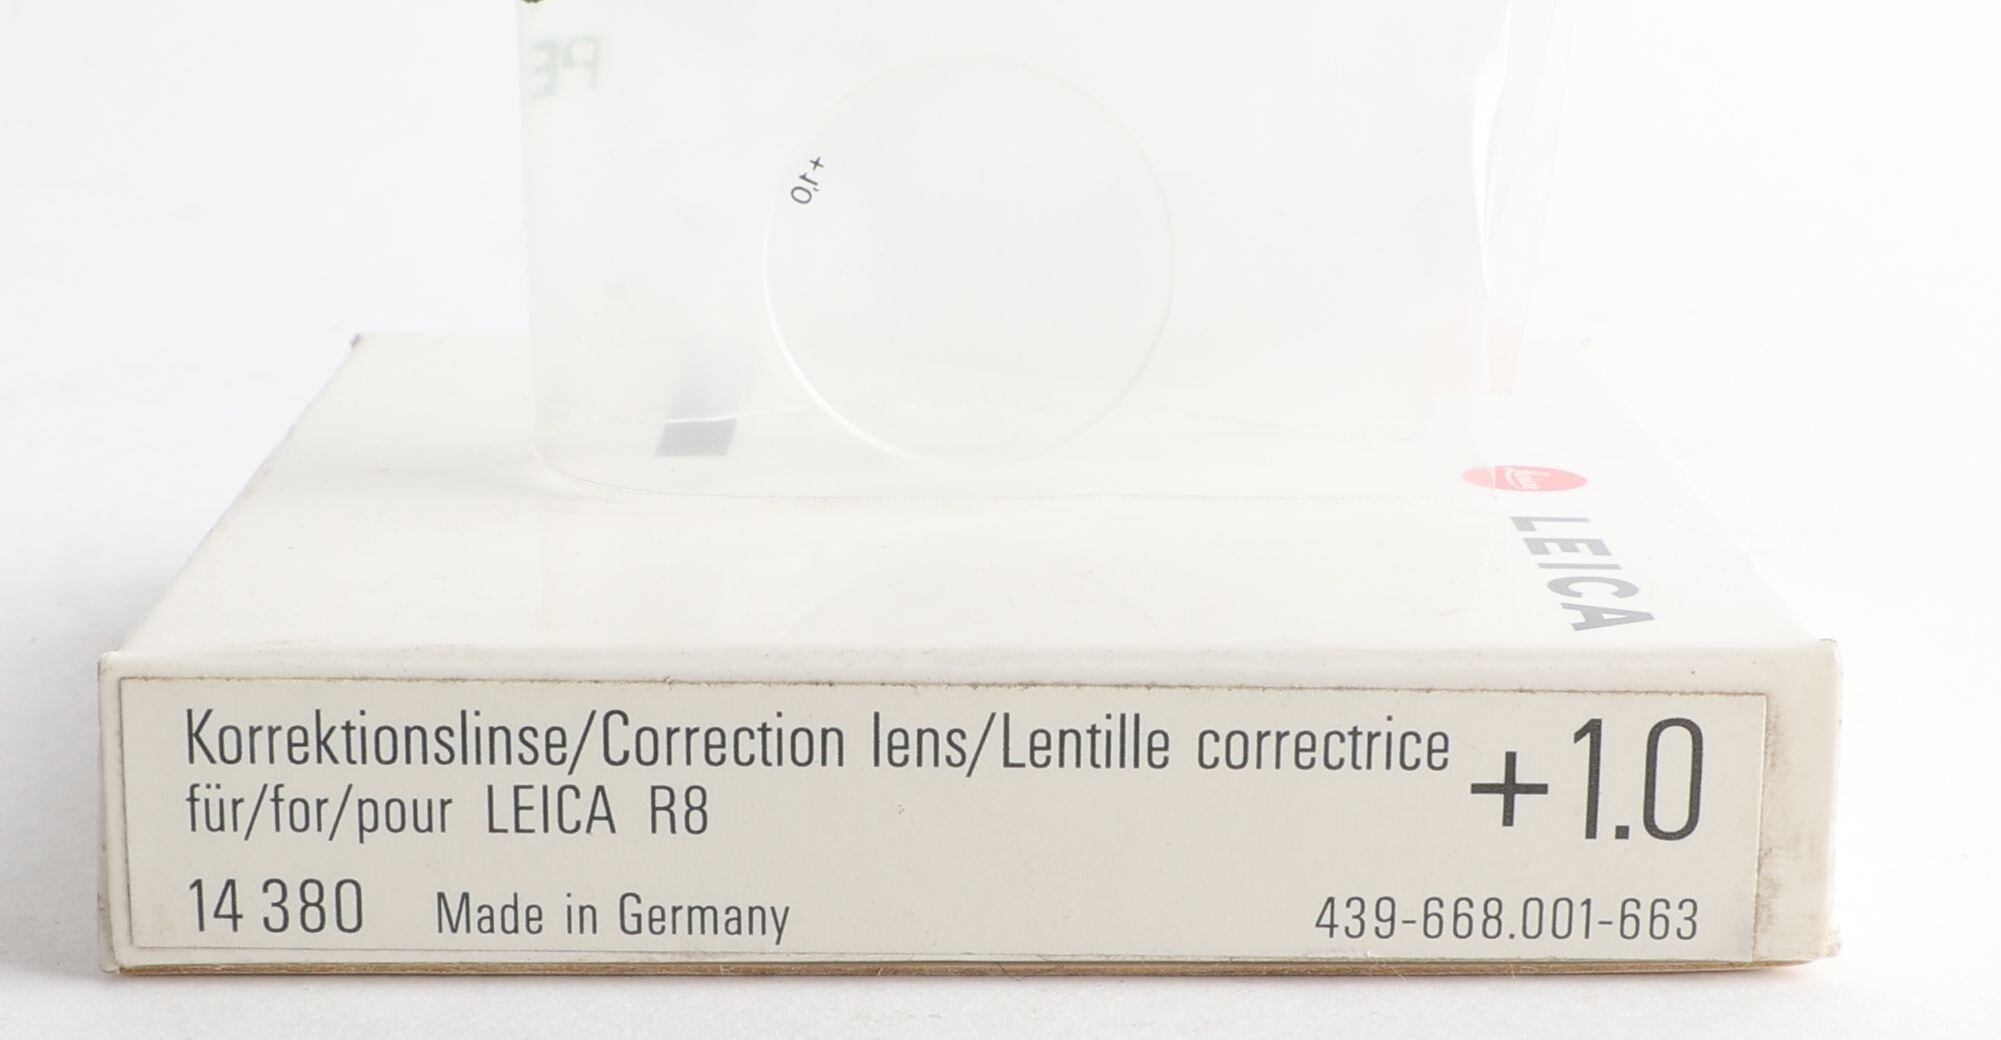 PE
+1,0
Leica
LEICA
Korrektionslinse/Correction lens/Lentille correctrice +1.0
für/for/pour LEICA R8
14 380 Made in Germany 439-668.001-663